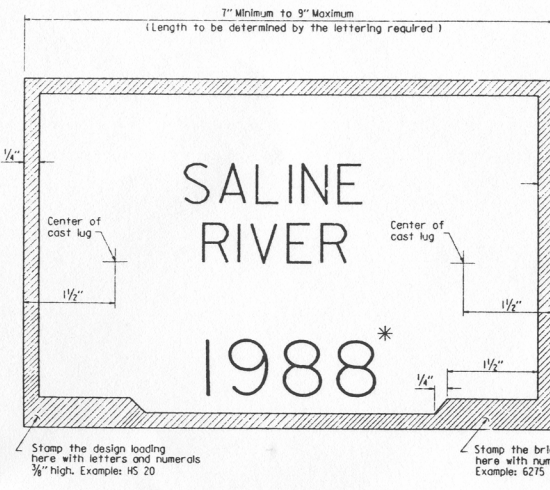 7" Minimum to 9" Maximum
(Length to be determined by the lettering required)
1/4"
SALINE
RIVER
Center of
cast lug
Center of
cast lug
1 1/2"
1 1/2"
1988*
1 1/2"
1/4"
Stamp the design loading
here with letters and numerals
3/8" high. Example: HS 20
Stamp the
here with
Example: 6275